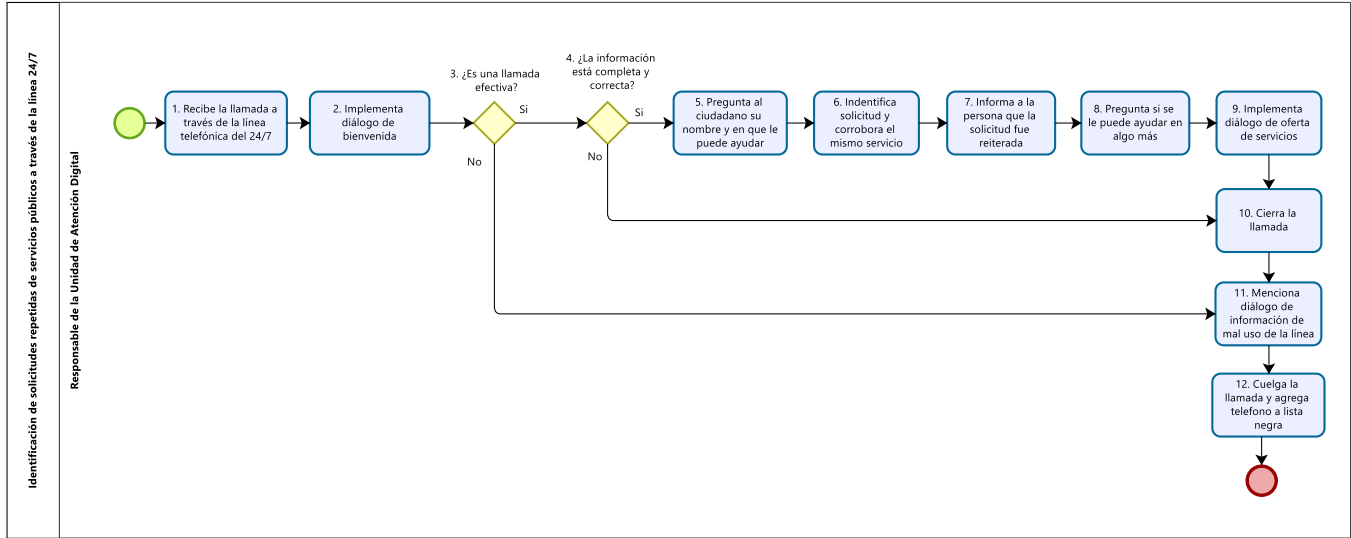 Identificación de solicitudes repetidas de servicios públicos a través de la línea 24/7
Responsable de la Unidad de Atención Digital
1. Recibe la llamada a
través de la línea
telefónica del 24/7
2. Implementa
diálogo de
bienvenida
3. ¿Es una llamada
efectiva?
Si
No
4. ¿La información
está completa y
correcta?
Si
No
5. Pregunta al
ciudadano su
nombre y en que le
puede ayudar
6. Indentifica
solicitud y
corrobora el
mismo servicio
7. Informa a la
persona que la
solicitud fue
reiterada
8. Pregunta si se
le puede ayudar en
algo más
9. Implementa
diálogo de oferta
de servicios
10. Cierra la
llamada
11. Menciona
diálogo de
información de
mal uso de la línea
12. Cuelga la
llamada y agrega
telefono a lista
negra